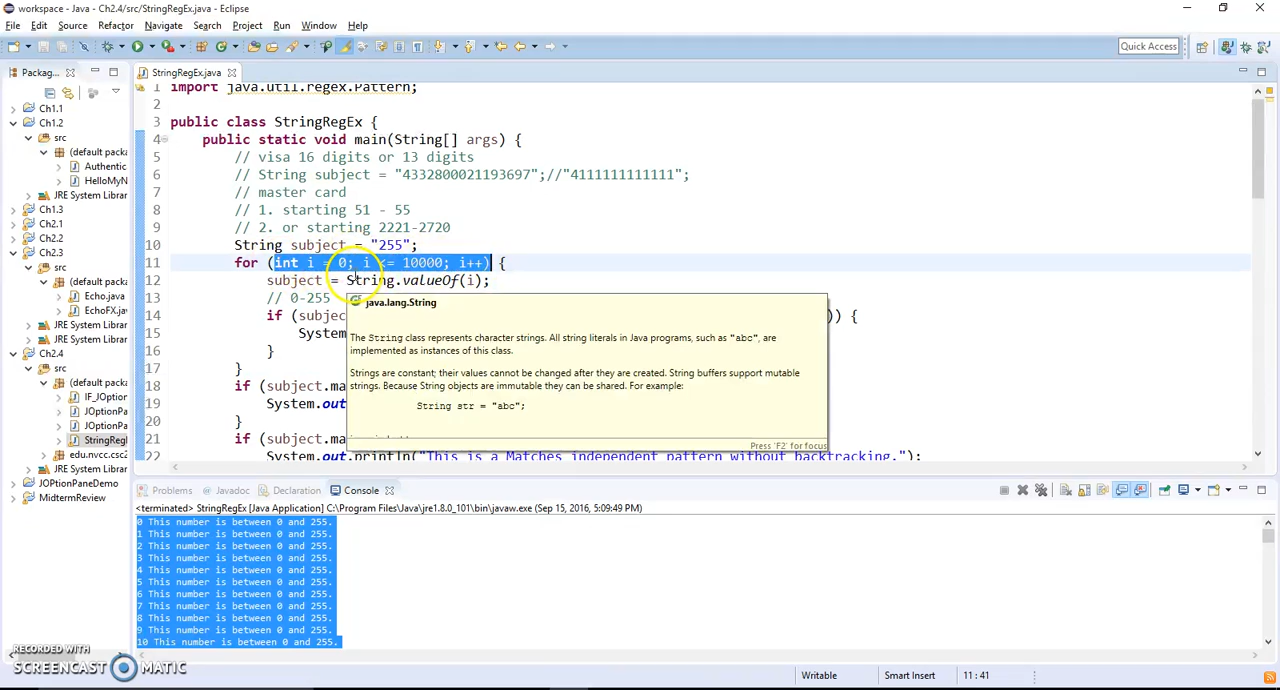 workspace - Java - Ch2.4/src/StringRegEx.java - Eclipse
File Edit Source Refactor Navigate Search Project Run Window Help
Quick Access
Packag...
StringRegEx.java
Ch1.1
Ch1.2
src
(default packa
Authentic
HelloMyN
JRE System Librar
Ch1.3
Ch2.1
Ch2.2
Ch2.3
src
(default packa
Echo.java
EchoFX.jav
JRE System Librar
Ch2.4
src
(default packa
IF_JOption
JOptionPa
JOptionPa
StringRegE
edu.nvcc.csc2
JRE System Librar
JOptionPaneDemo
MidtermReview
1 import java.util.regex.Pattern;
2
3 public class StringRegEx {
4 public static void main(String[] args) {
5 // visa 16 digits or 13 digits
6 // String subject = "4332800021193697";//"4111111111111";
7 // master card
8 // 1. starting 51 - 55
9 // 2. or starting 2221-2720
10 String subject = "255";
11 for (int i = 0; i <= 10000; i++) {
12 subject = String.valueOf(i);
13 // 0-255
14 if (subjec )) {
15 System
16 }
17 }
18 if (subject.ma
19 System.out
20 }
21 if (subject.ma
22 System.out.println("This is a Matches independent pattern without backtracking.");
java.lang.String
The String class represents character strings. All string literals in Java programs, such as "abc", are
implemented as instances of this class.
Strings are constant; their values cannot be changed after they are created. String buffers support mutable
strings. Because String objects are immutable they can be shared. For example:
String str = "abc";
Press 'F2' for focus
Problems Javadoc Declaration Console
<terminated> StringRegEx [Java Application] C:\Program Files\Java\jre1.8.0_101\bin\javaw.exe (Sep 15, 2016, 5:09:49 PM)
0 This number is between 0 and 255.
1 This number is between 0 and 255.
2 This number is between 0 and 255.
3 This number is between 0 and 255.
4 This number is between 0 and 255.
5 This number is between 0 and 255.
6 This number is between 0 and 255.
7 This number is between 0 and 255.
8 This number is between 0 and 255.
9 This number is between 0 and 255.
10 This number is between 0 and 255.
RECORDED WITH
SCREENCAST MATIC
Writable Smart Insert 11 : 41